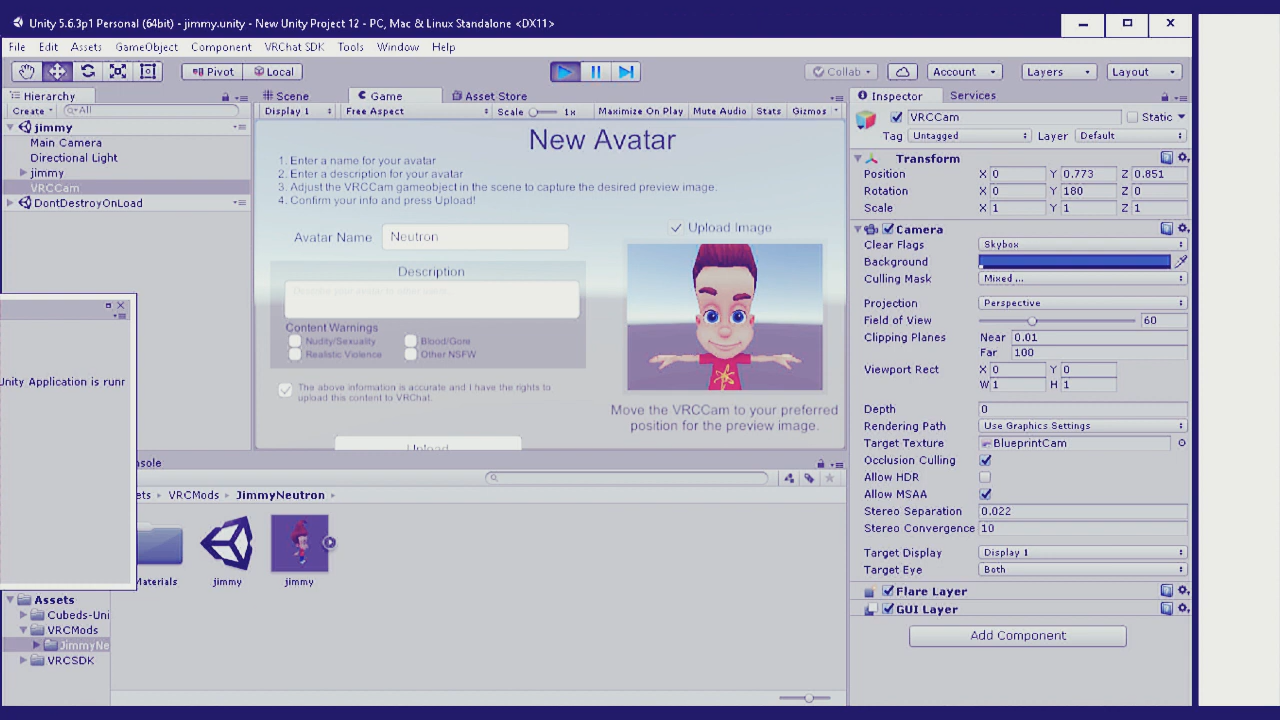 Unity 5.6.3p1 Personal (64bit) - jimmy.unity - New Unity Project 12 - PC, Mac & Linux Standalone <DX11>
File Edit Assets GameObject Component VRChat SDK Tools Window Help
Pivot Local Collab Account Layers Layout
Hierarchy
Create All
jimmy
Main Camera
Directional Light
jimmy
VRCCam
DontDestroyOnLoad
Scene Game Asset Store
Display 1 Free Aspect Scale 1x Maximize On Play Mute Audio Stats Gizmos
New Avatar
1. Enter a name for your avatar
2. Enter a description for your avatar
3. Adjust the VRCCam gameobject in the scene to capture the desired preview image.
4. Confirm your info and press Upload!
Avatar Name Neutron
Upload Image
Description
Content Warnings
Nudity/Sexuality Blood/Gore
Realistic Violence Other NSFW
The above information is accurate and I have the rights to
upload this content to VRChat.
Upload
Move the VRCCam to your preferred
position for the preview image.
Unity Application is runr
nsole
ets VRCMods JimmyNeutron
Materials jimmy jimmy
Assets
Cubeds-Uni
VRCMods
JimmyNe
VRCSDK
Inspector Services
VRCCam Static
Tag Untagged Layer Default
Transform
Position X 0 Y 0.773 Z 0.851
Rotation X 0 Y 180 Z 0
Scale X 1 Y 1 Z 1
Camera
Clear Flags Skybox
Background
Culling Mask Mixed ...
Projection Perspective
Field of View 60
Clipping Planes Near 0.01
Far 100
Viewport Rect X 0 Y 0
W 1 H 1
Depth 0
Rendering Path Use Graphics Settings
Target Texture BlueprintCam
Occlusion Culling
Allow HDR
Allow MSAA
Stereo Separation 0.022
Stereo Convergence 10
Target Display Display 1
Target Eye Both
Flare Layer
GUI Layer
Add Component